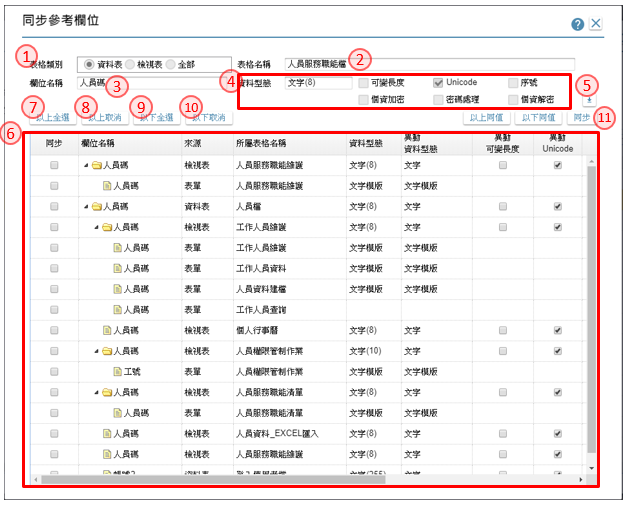 同步參考欄位
? X
1 表格類別 資料表 檢視表 全部 表格名稱 人員服務職能檔 2
欄位名稱 人員碼 3 4 資料型態 文字(8) 可變長度 Unicode 序號 5
個資加密 密碼處理 個資解密
7 8 9 10
以上全選 以上取消 以下全選 以下取消 以上同值 以下同值 同步 11
6
同步 欄位名稱 來源 所屬表格名稱 資料型態 異動資料型態 異動可變長度 異動Unicode
人員碼 檢視表 人員服務職能維護 文字(8) 文字
人員碼 表單 人員服務職能維護 文字模版 文字模版
人員碼 資料表 人員檔 文字(8) 文字
人員碼 檢視表 工作人員維護 文字(8) 文字
人員碼 表單 工作人員維護 文字模版 文字模版
人員碼 表單 工作人員資料 文字模版 文字模版
人員碼 表單 人員資料建檔 文字模版 文字模版
人員碼 表單 工作人員查詢
人員碼 檢視表 個人行事曆 文字(8) 文字
人員碼 檢視表 人員權限管制作業 文字(10) 文字
工號 表單 人員權限管制作業 文字模版 文字模版
人員碼 檢視表 人員服務職能清單 文字(8) 文字
人員碼 表單 人員服務職能清單 文字模版 文字模版
人員碼 檢視表 人員資料_EXCEL匯入 文字(8) 文字
人員碼 檢視表 人員服務職能維護 文字(8) 文字